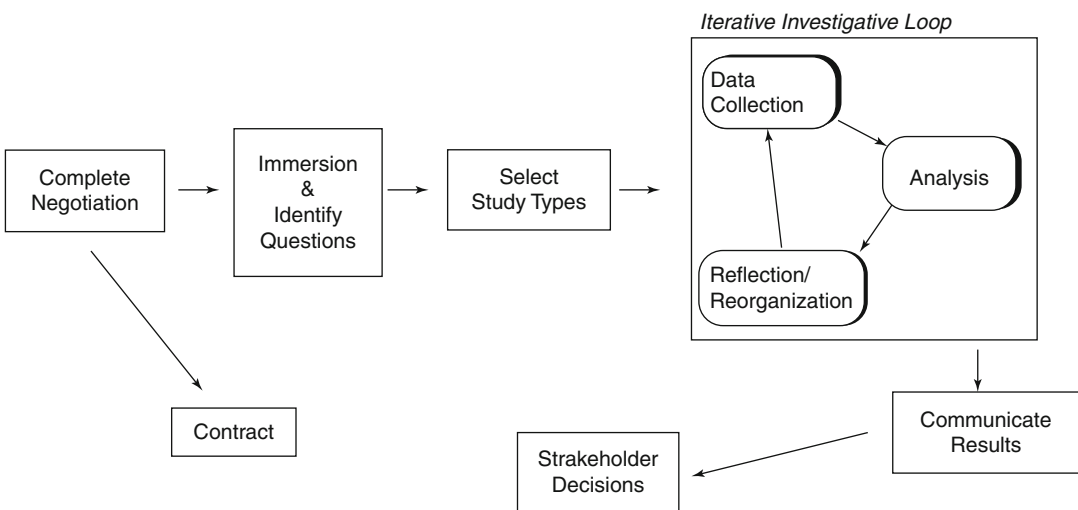 Iterative Investigative Loop
Data
Collection
Analysis
Reflection/
Reorganization
Complete
Negotiation
Immersion
&
Identify
Questions
Select
Study Types
Contract
Communicate
Results
Strakeholder
Decisions